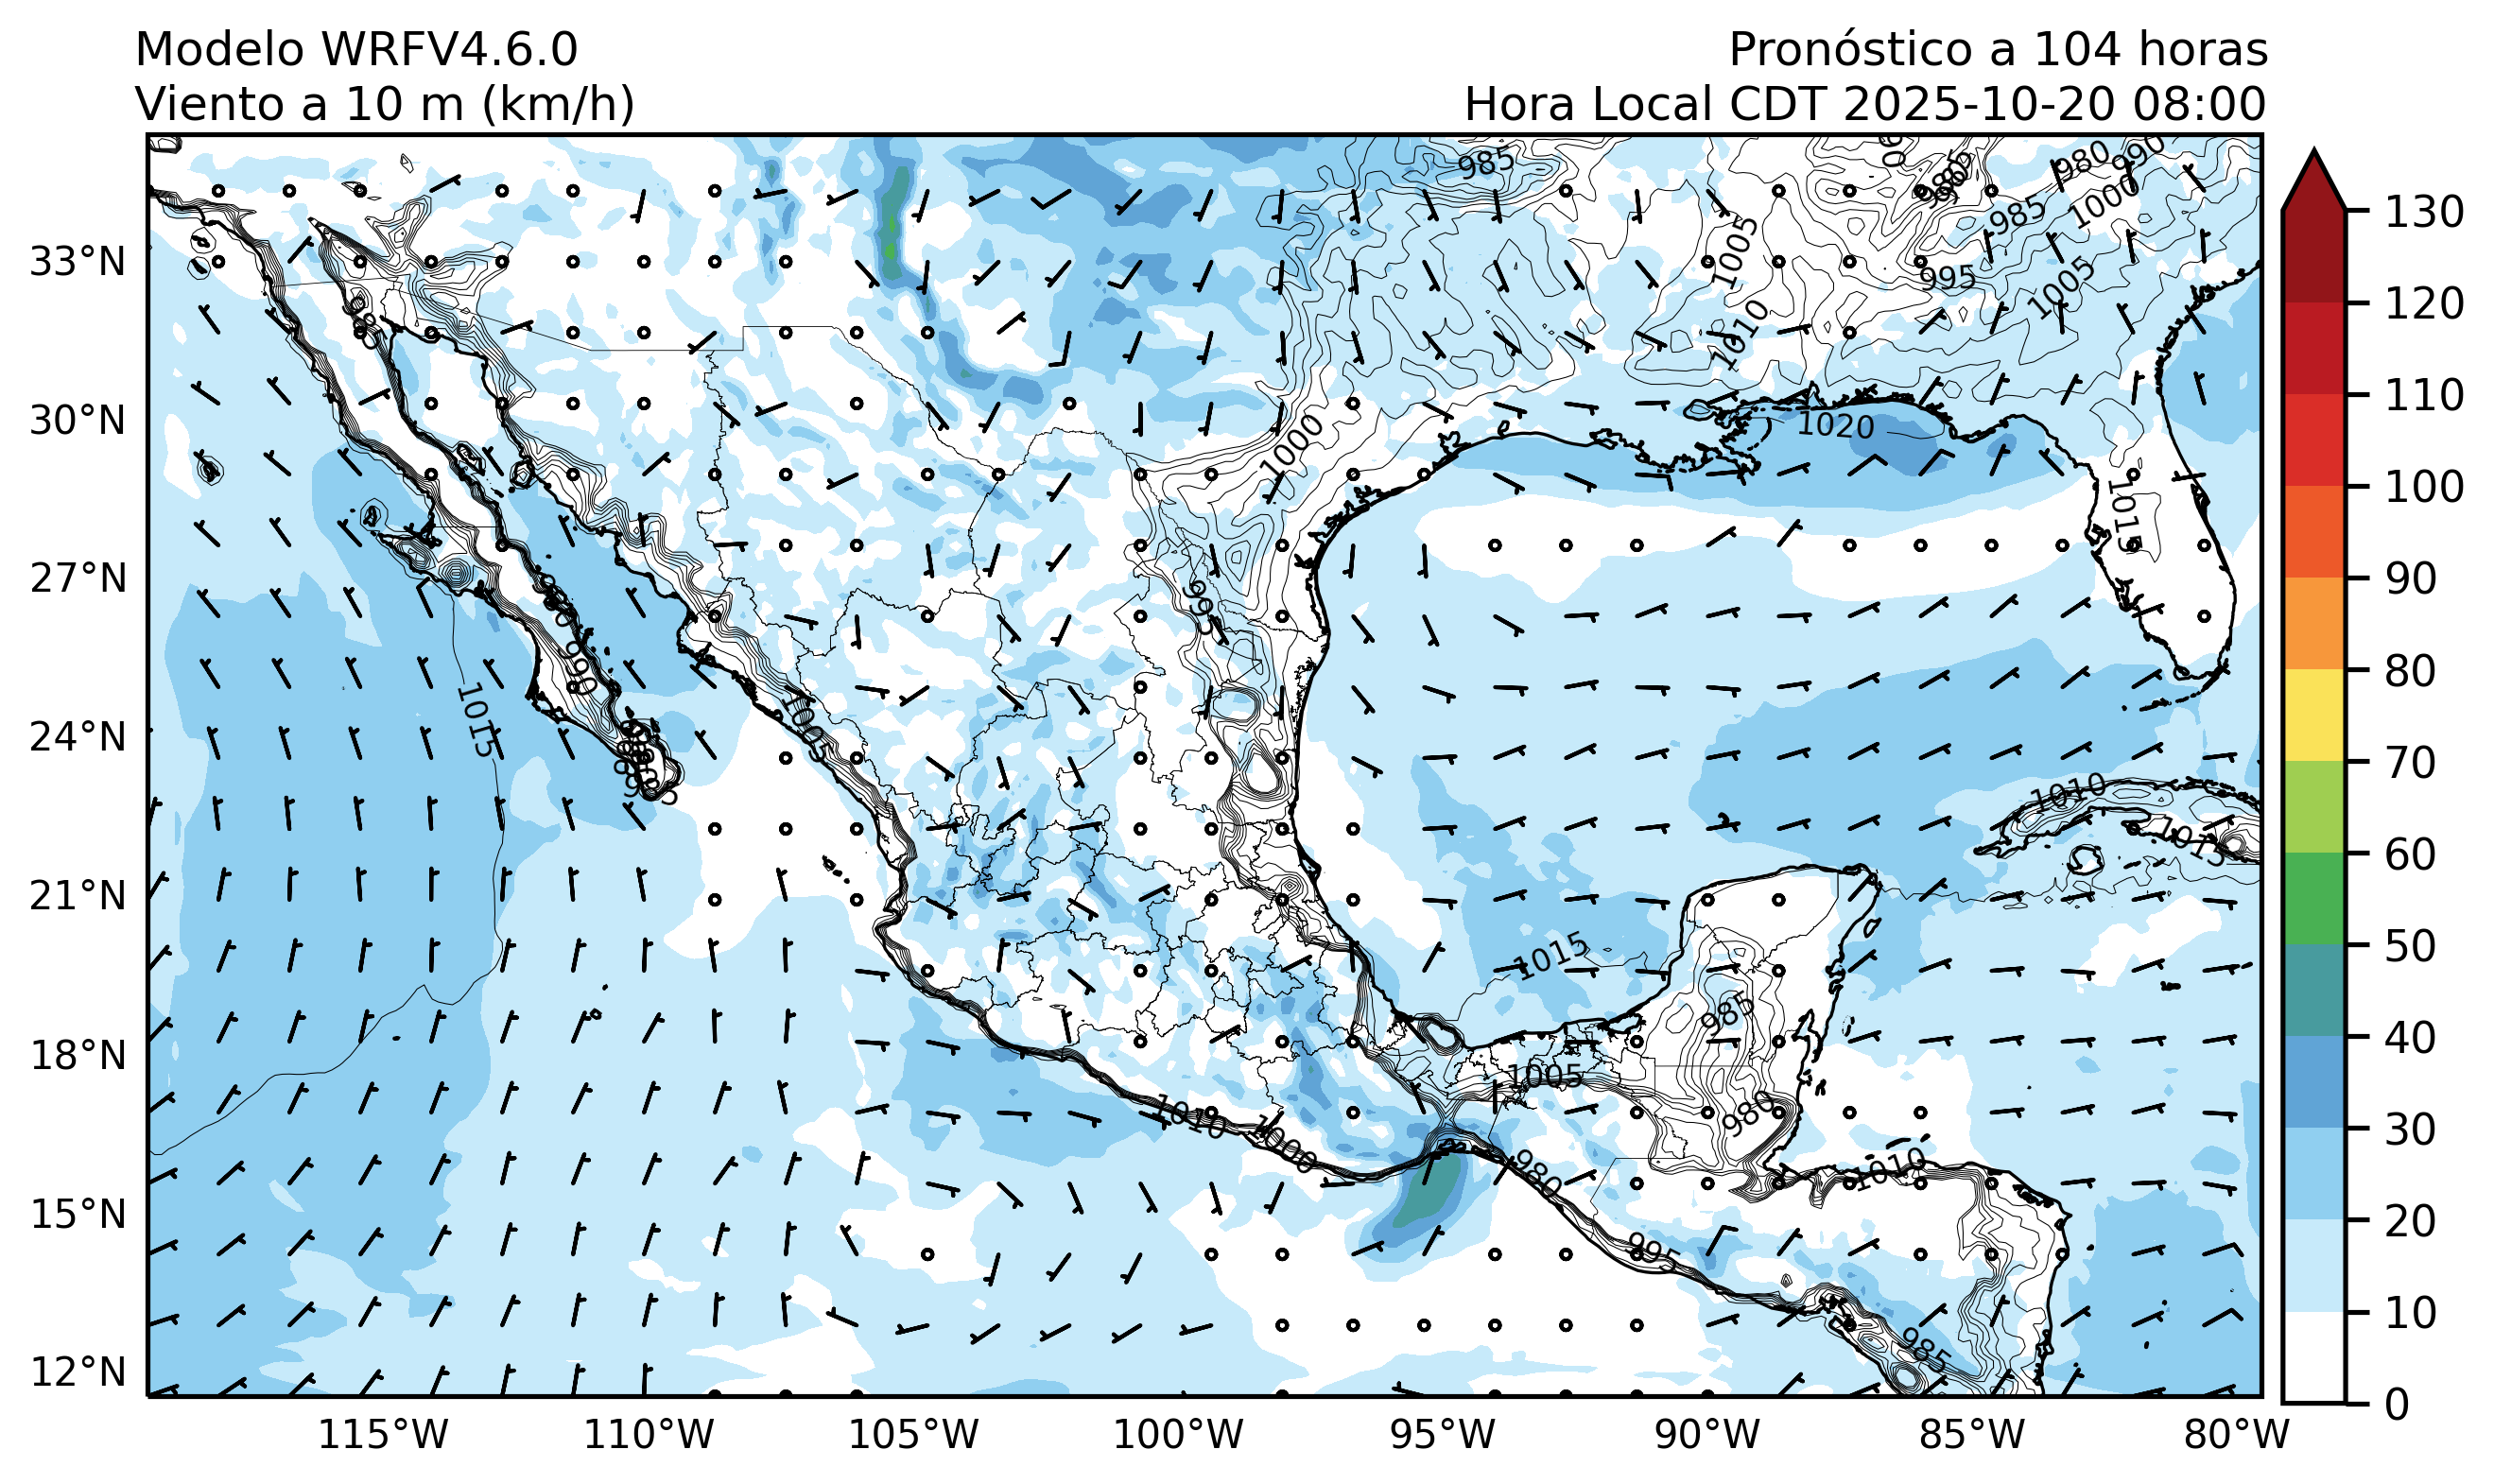 Modelo WRFV4.6.0
Pronóstico a 104 horas
Viento a 10 m (km/h)
Hora Local CDT 2025-10-20 08:00
985
980
990
985
1000
1005
995
1005
1010
1020
1000
1015
995
990
1015
1005
1010
1015
1015
985
1005
980
1010
1000
980
1010
995
985
33°N
30°N
27°N
24°N
21°N
18°N
15°N
12°N
115°W
110°W
105°W
100°W
95°W
90°W
85°W
80°W
130
120
110
100
90
80
70
60
50
40
30
20
10
0